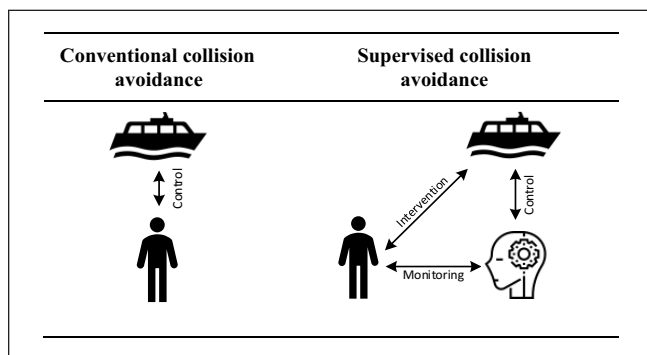 Conventional collision
avoidance
Supervised collision
avoidance
Control
Intervention
Control
Monitoring